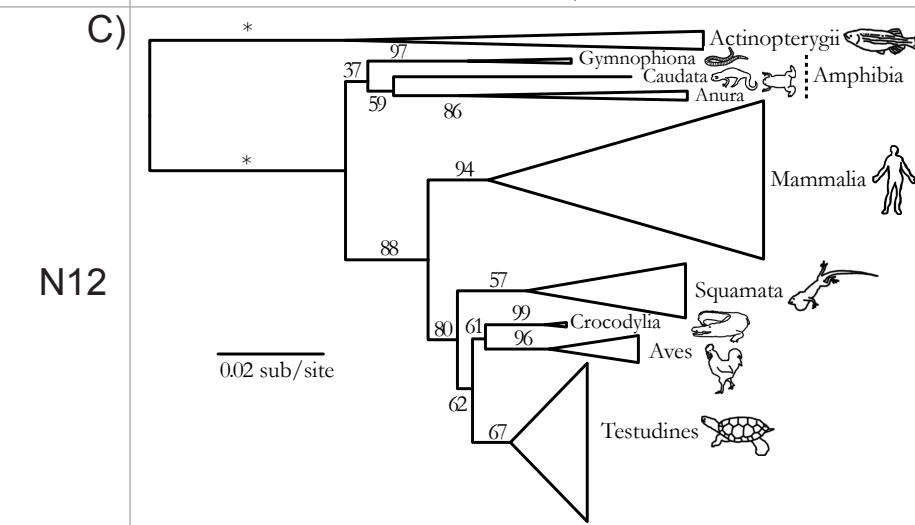 C)
*
Actinopterygii
97
Gymnophiona
37
Caudata
Amphibia
59
Anura
86
*
94
Mammalia
88
N12
57
Squamata
99
Crocodylia
80
61
96
Aves
0.02 sub/site
62
67
Testudines